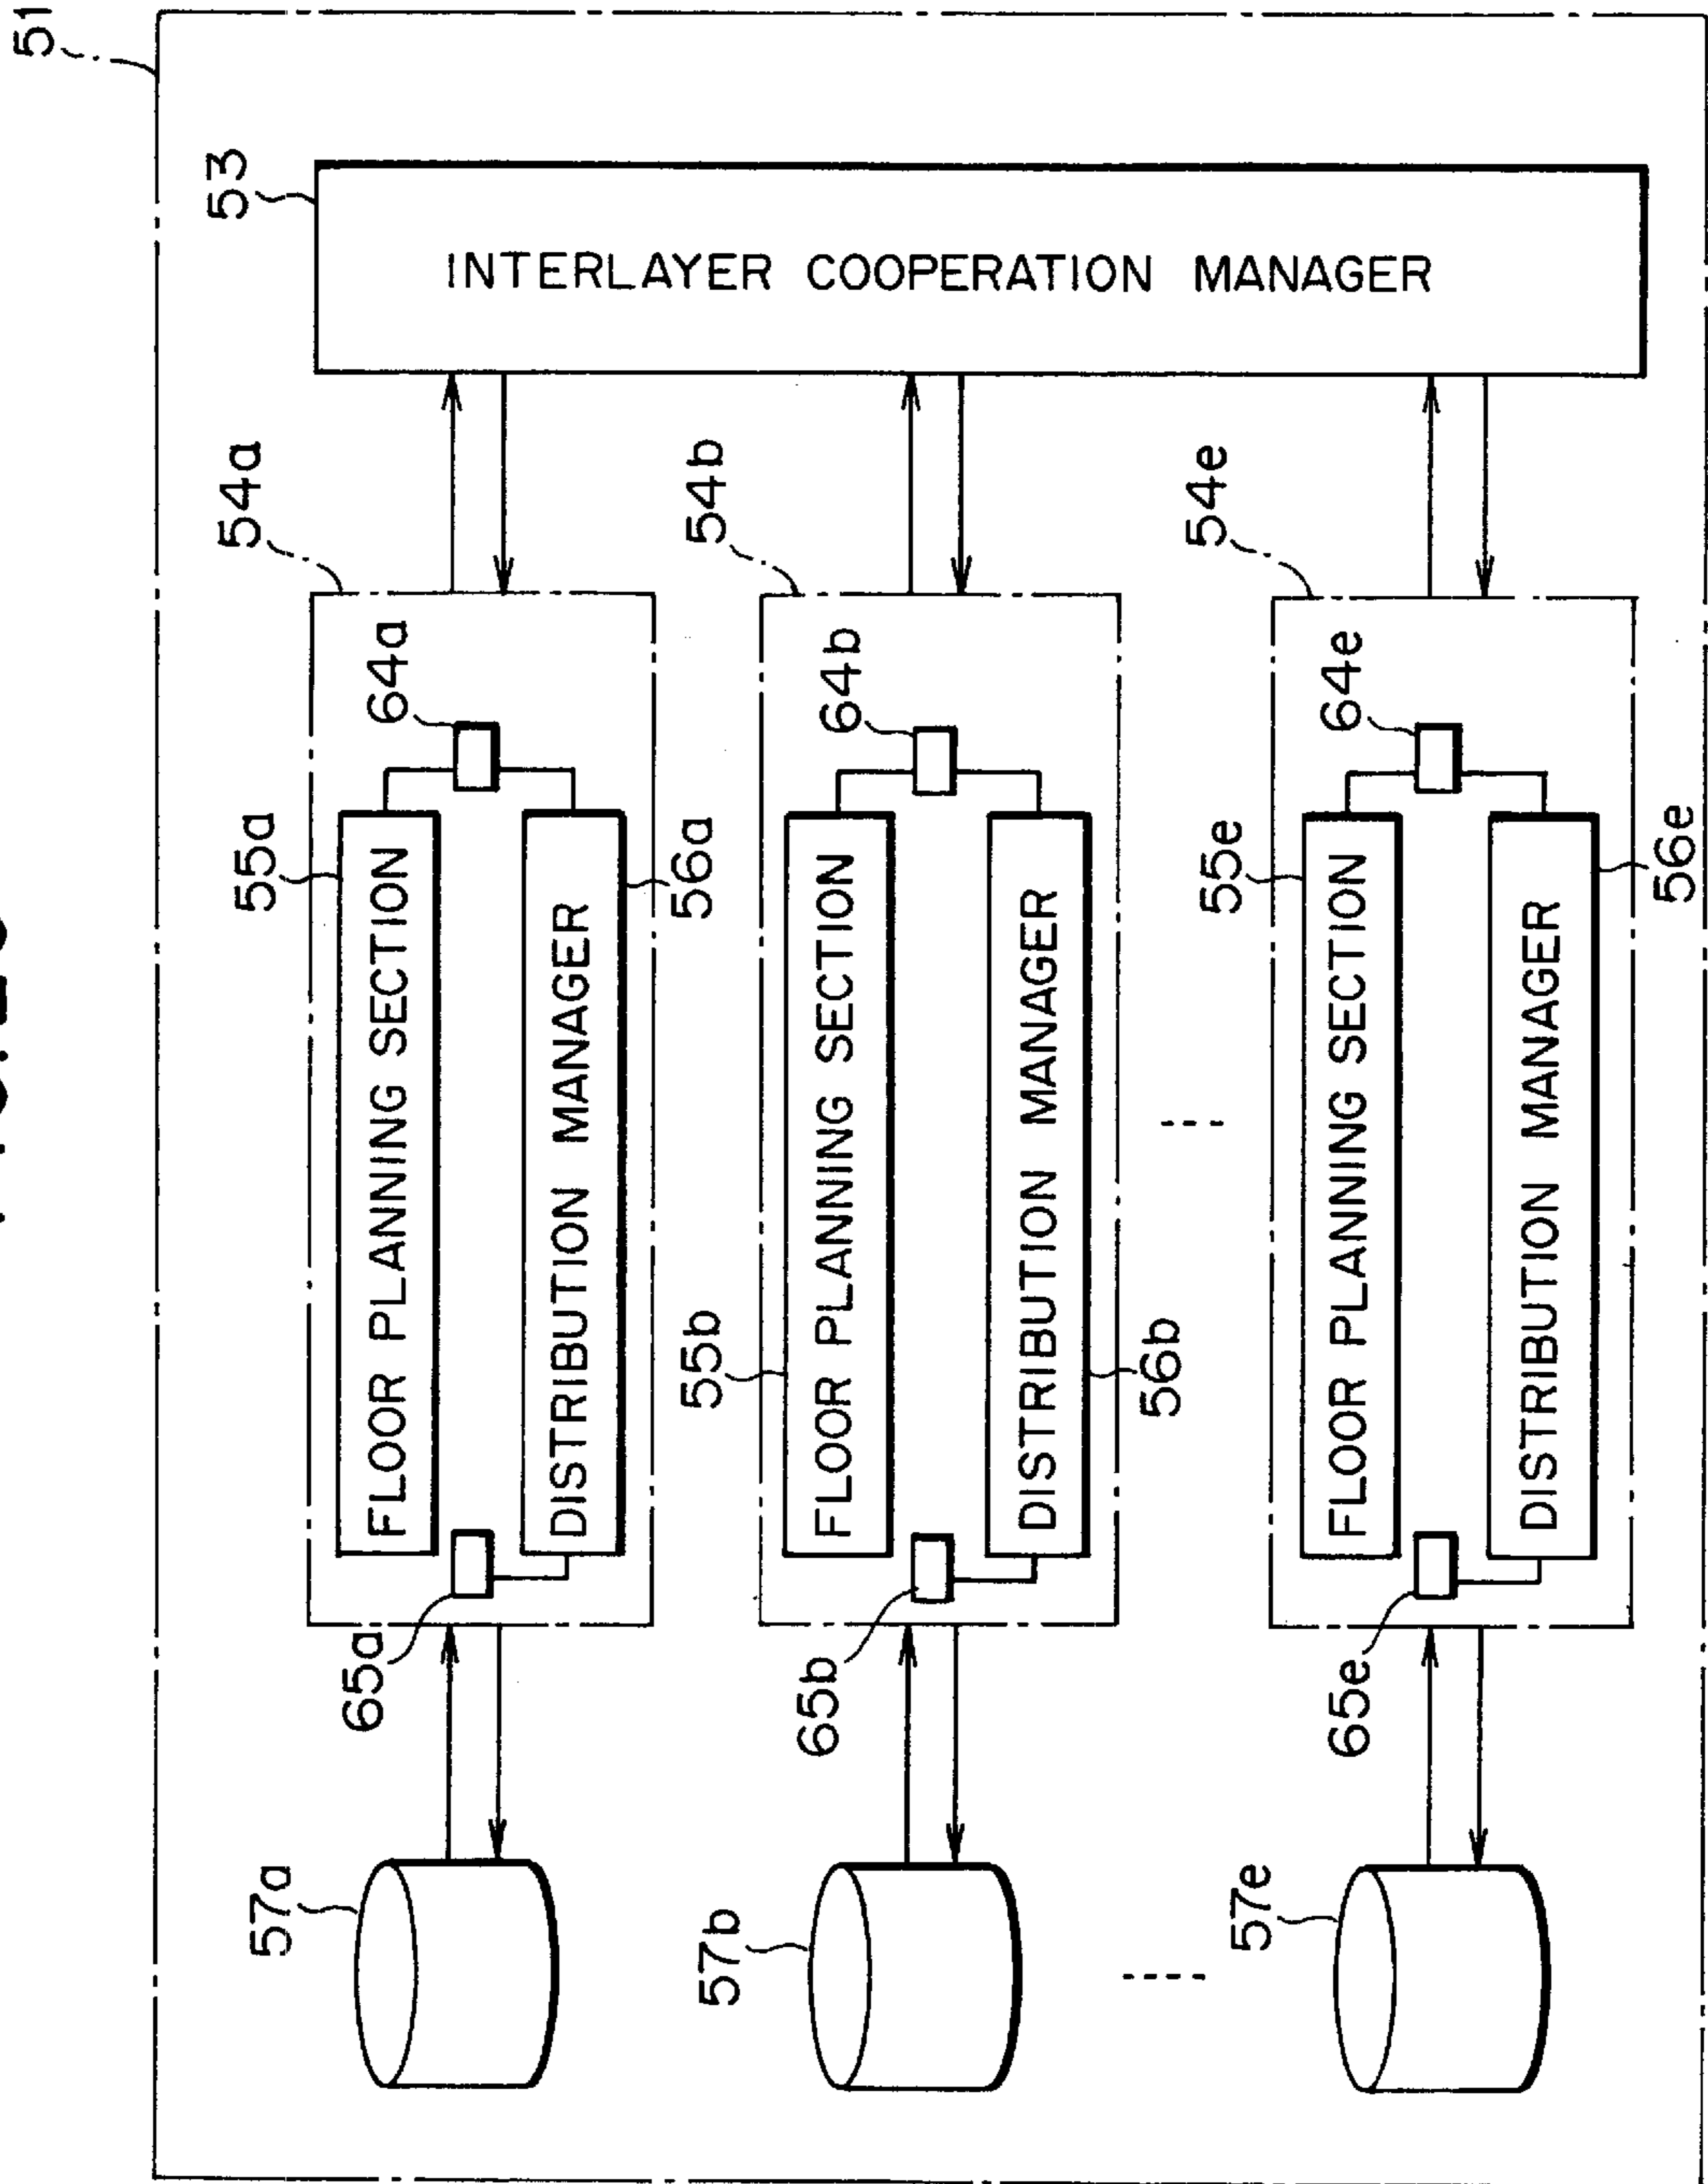 51
57a
55a
54a
53
65a
FLOOR PLANNING SECTION
64a
DISTRIBUTION MANAGER
56a
INTERLAYER COOPERATION MANAGER
57b
55b
54b
65b
FLOOR PLANNING SECTION
64b
DISTRIBUTION MANAGER
56b
57e
55e
54e
65e
FLOOR PLANNING SECTION
64e
DISTRIBUTION MANAGER
56e